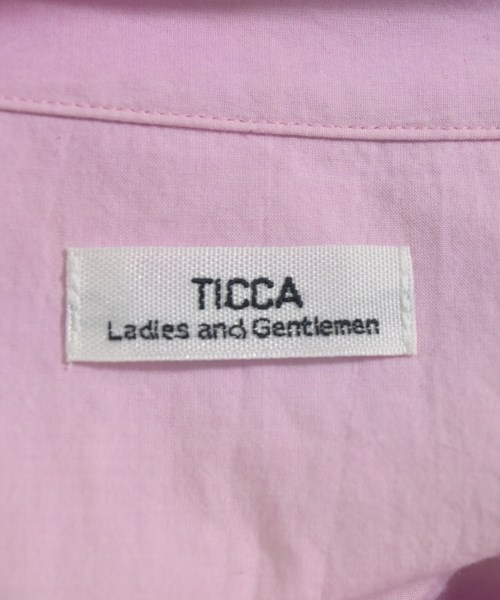 TICCA
Ladies and Gentlemen